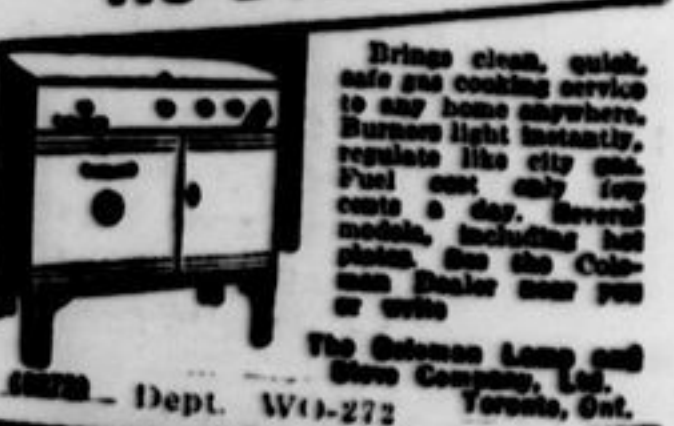 Brings clean, quick,
safe gas cooking service
to any home anywhere.
Burners light instantly,
regulate like city gas.
Fuel cost only few
cents a day. Several
models, including hot
plates. See the Cole-
man Dealer near you
or write
The Coleman Lamp and
Stove Company, Ltd.
Dept. WO-272 Toronto, Ont.